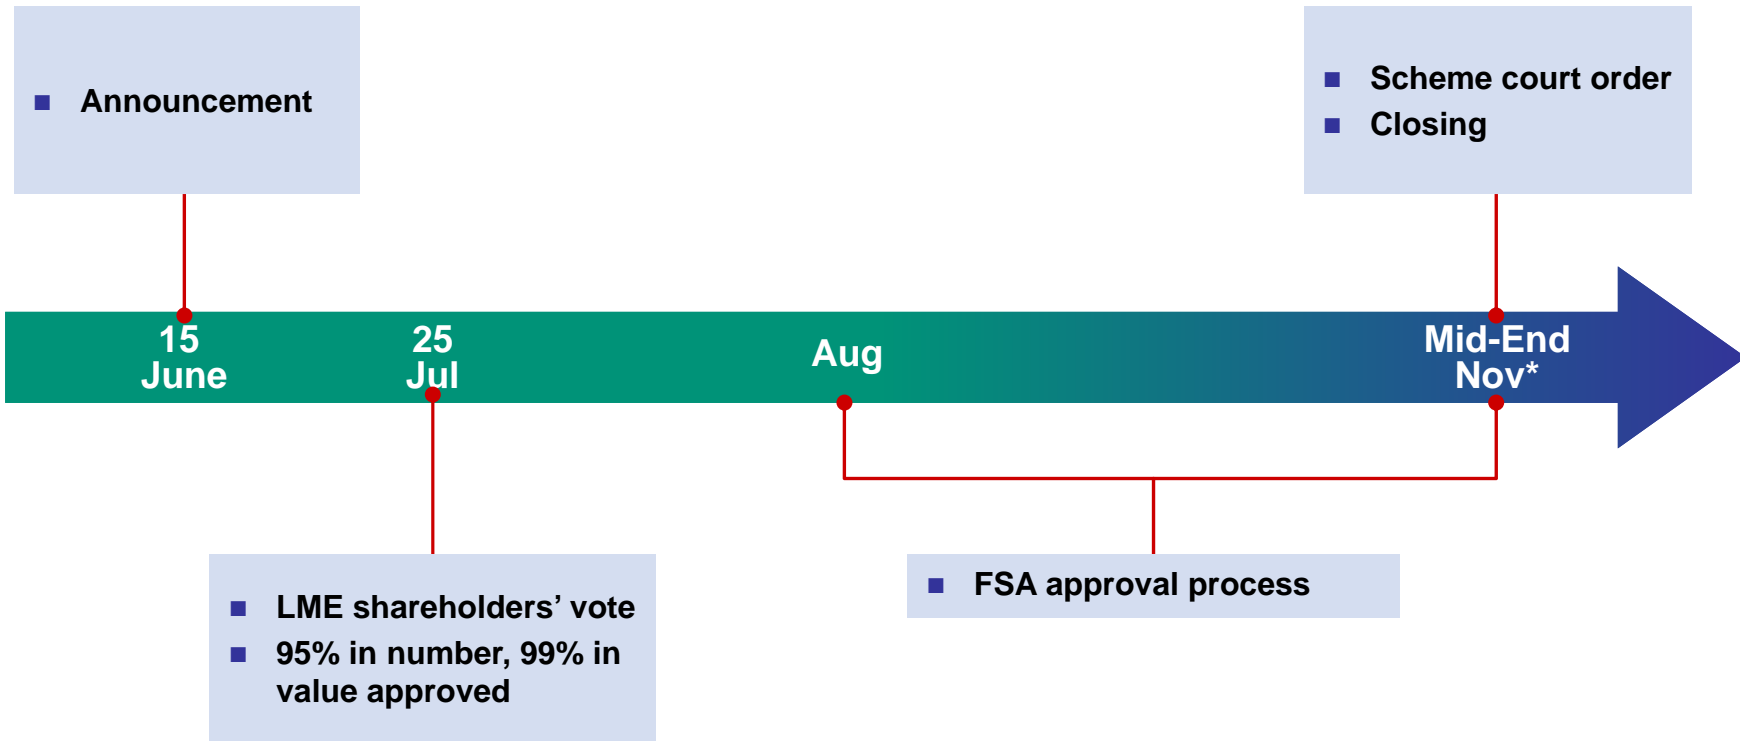 ■ Announcement
■ Scheme court order
■ Closing
15
June
25
Jul
Aug
Mid-End
Nov*
■ LME shareholders’ vote
■ 95% in number, 99% in
value approved
■ FSA approval process